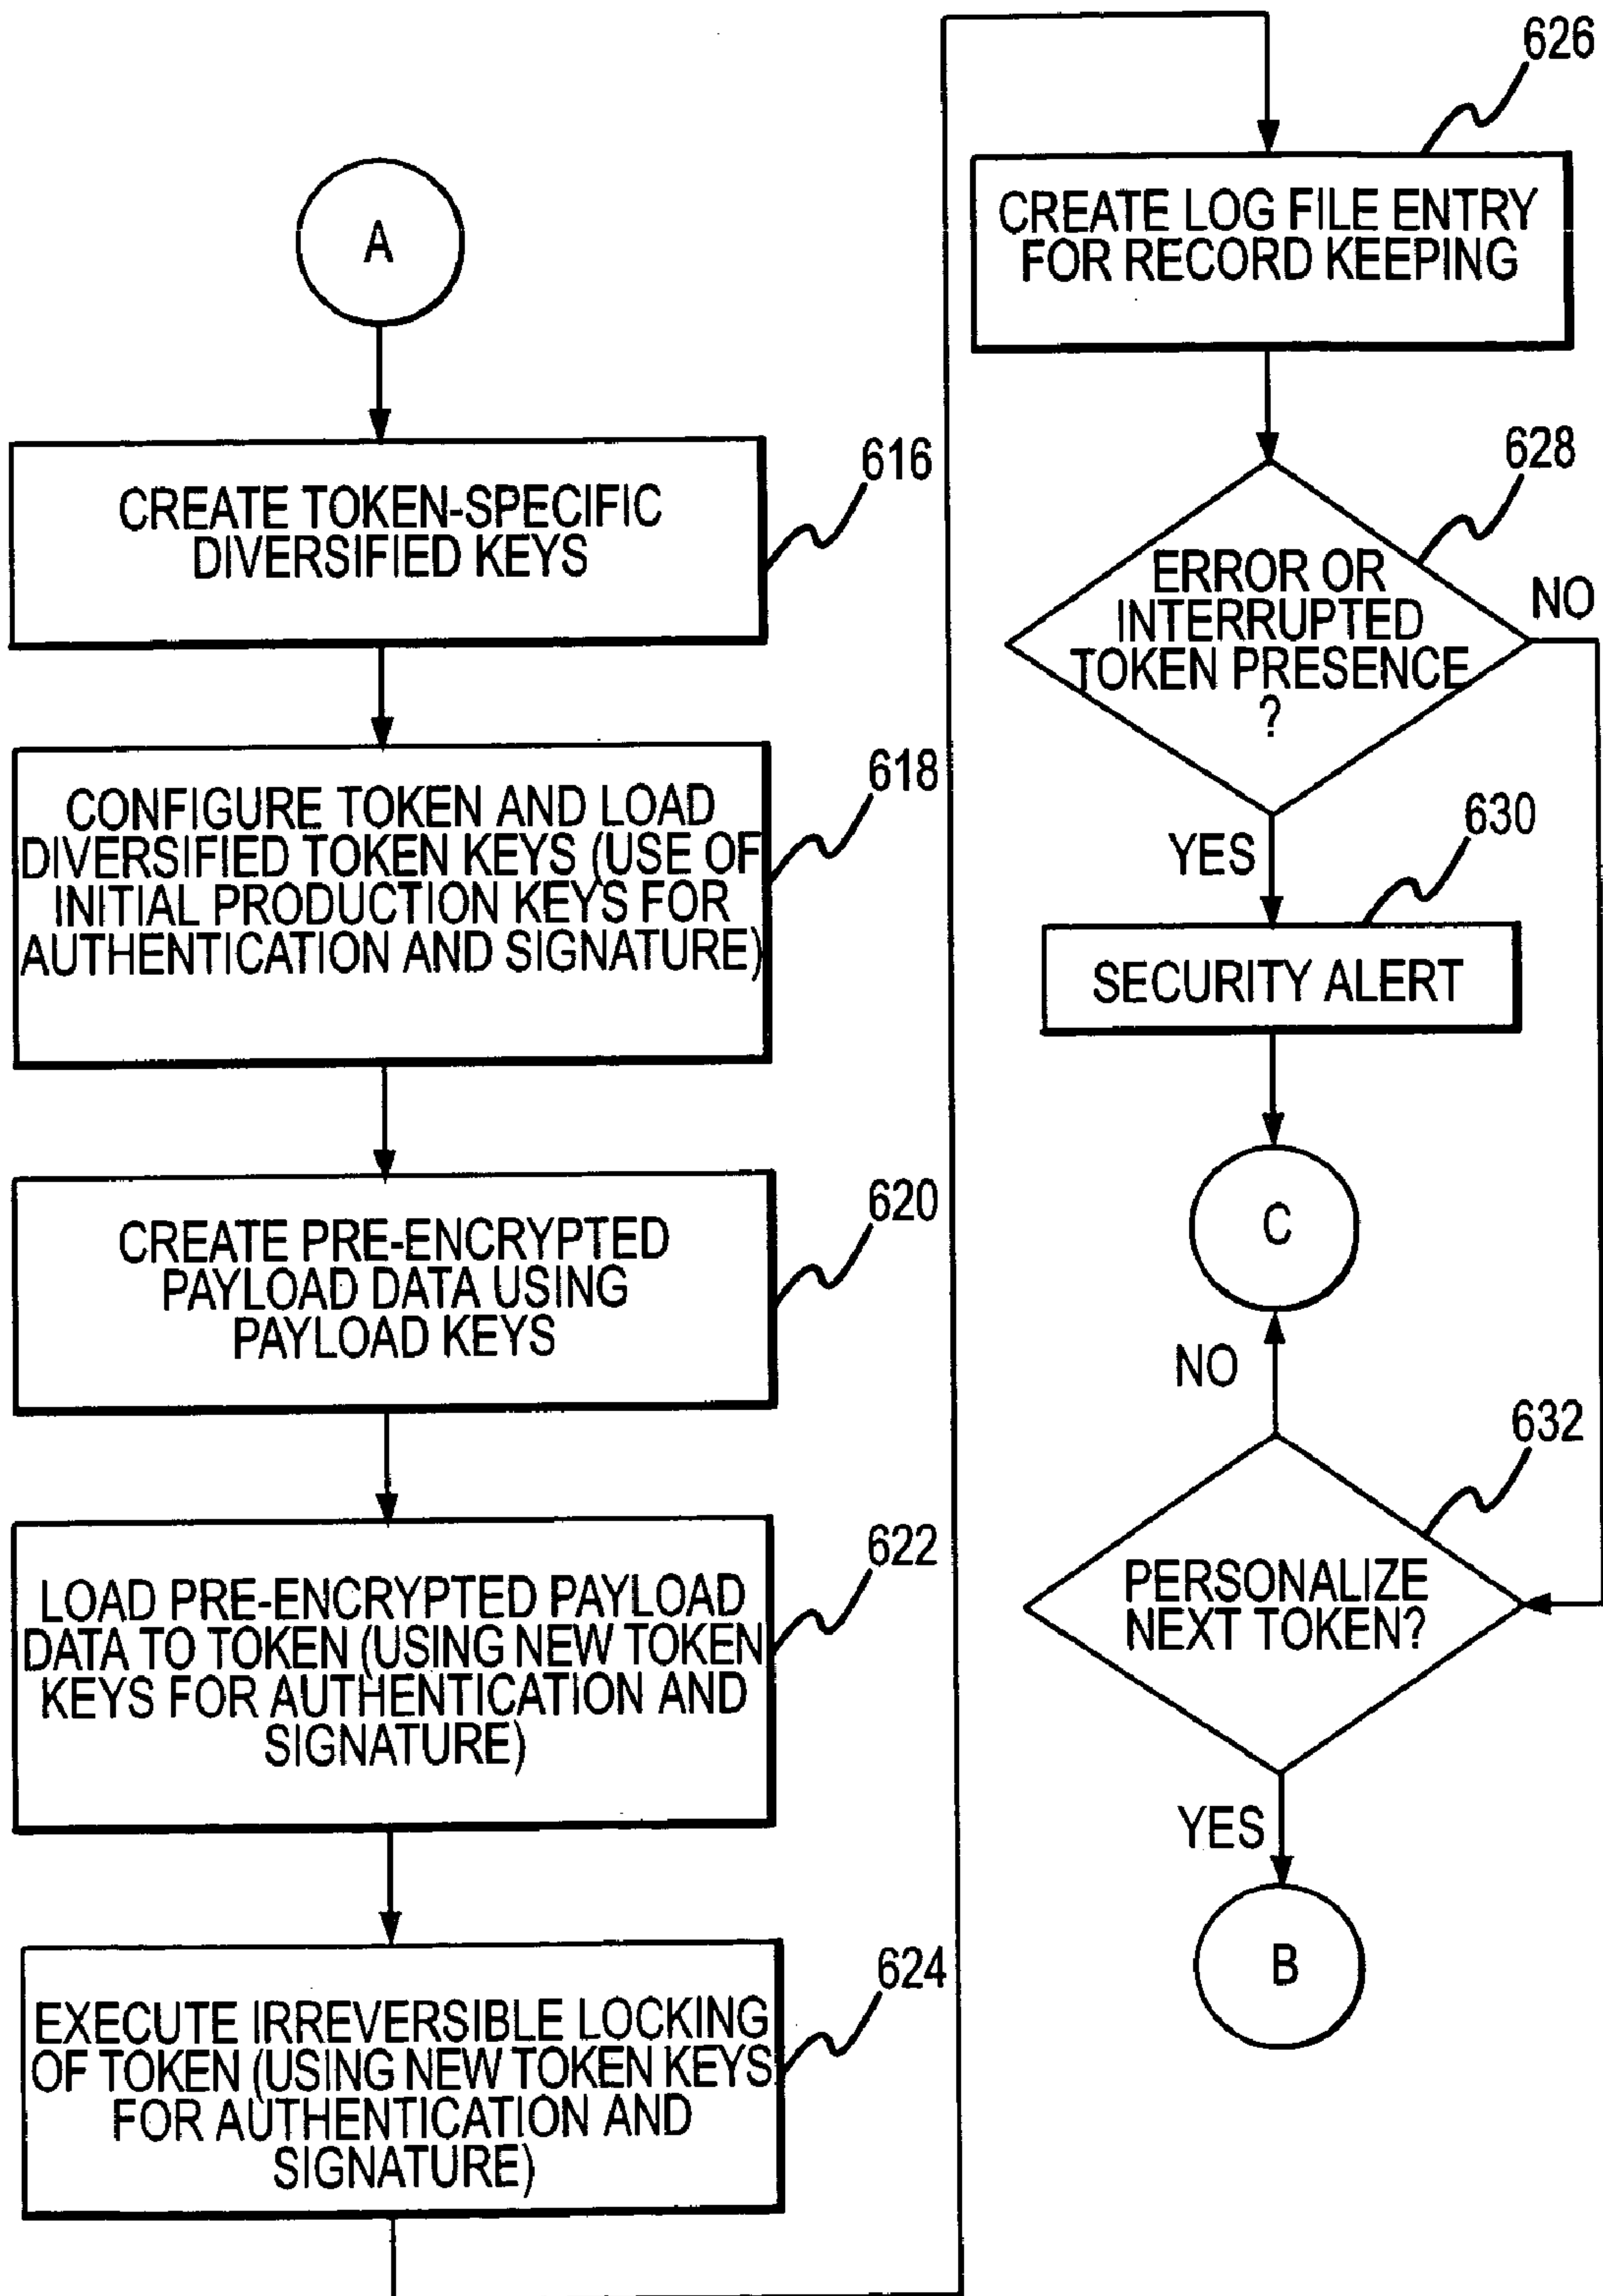 A
616
CREATE TOKEN-SPECIFIC
DIVERSIFIED KEYS
618
CONFIGURE TOKEN AND LOAD
DIVERSIFIED TOKEN KEYS (USE OF
INITIAL PRODUCTION KEYS FOR
AUTHENTICATION AND SIGNATURE)
620
CREATE PRE-ENCRYPTED
PAYLOAD DATA USING
PAYLOAD KEYS
622
LOAD PRE-ENCRYPTED PAYLOAD
DATA TO TOKEN (USING NEW TOKEN
KEYS FOR AUTHENTICATION AND
SIGNATURE)
624
EXECUTE IRREVERSIBLE LOCKING
OF TOKEN (USING NEW TOKEN KEYS
FOR AUTHENTICATION AND
SIGNATURE)
626
CREATE LOG FILE ENTRY
FOR RECORD KEEPING
628
ERROR OR
INTERRUPTED
TOKEN PRESENCE
?
NO
YES
630
SECURITY ALERT
C
NO
632
PERSONALIZE
NEXT TOKEN?
YES
B